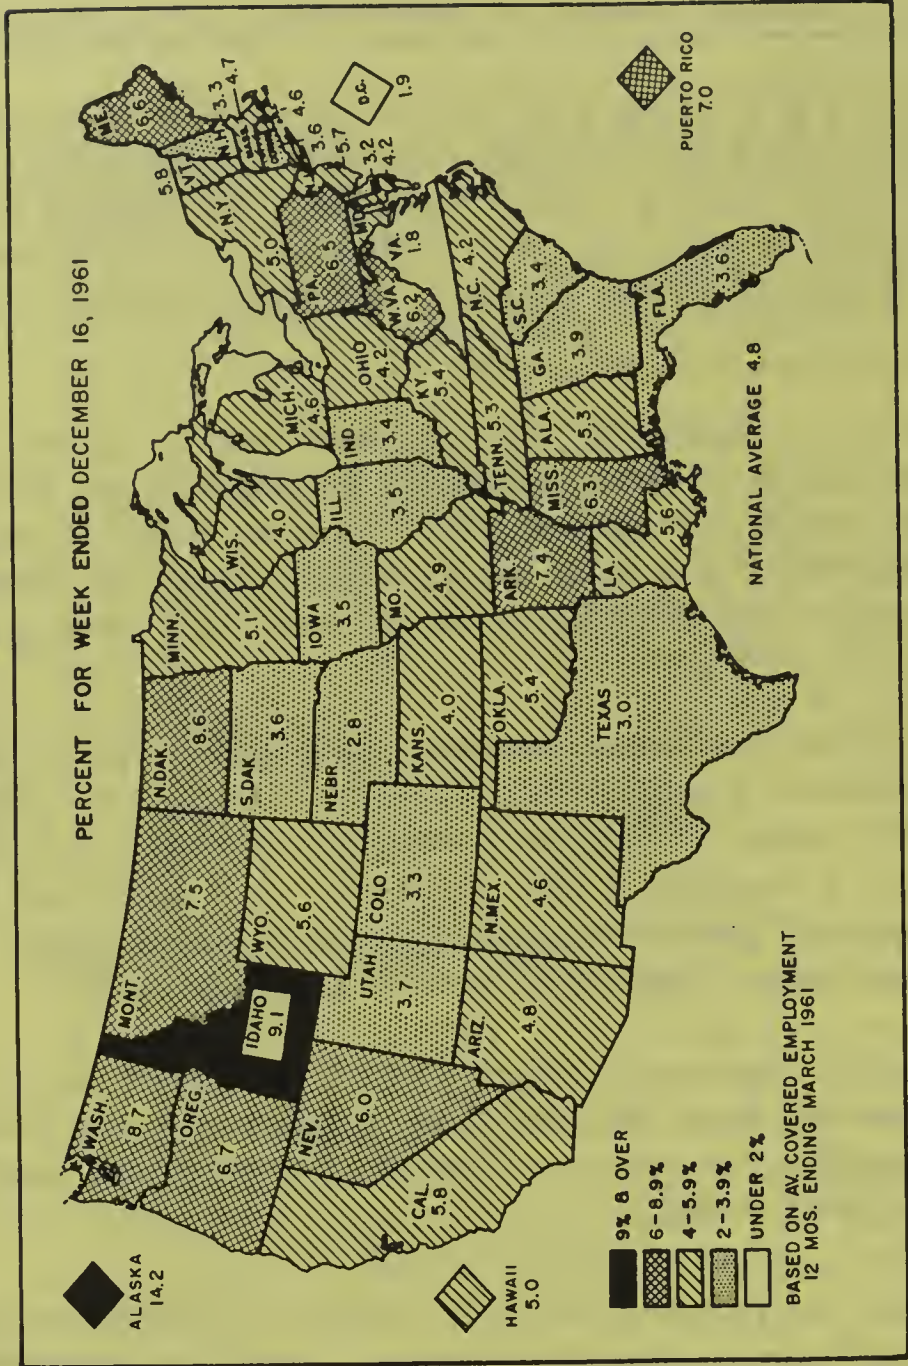 PERCENT FOR WEEK ENDED DECEMBER 16, 1961
ALASKA
14.2
HAWAII
5.0
WASH.
8.7
OREG.
6.7
CAL.
5.8
NEV.
6.0
IDAHO
9.1
MONT.
7.5
WYO.
5.6
UTAH
3.7
ARIZ.
4.8
COLO
3.3
N.MEX.
4.6
N.DAK.
8.6
S.DAK.
3.6
NEBR
2.8
KANS.
4.0
OKLA.
5.4
TEXAS
3.0
MINN.
5.1
IOWA
3.5
MO.
4.9
ARK.
7.4
LA.
5.6
WIS.
4.0
ILL.
3.5
MICH.
4.6
IND.
3.4
OHIO
4.2
KY.
5.4
TENN. 5.3
MISS.
6.3
ALA.
5.3
GA.
3.9
FLA.
3.6
S.C.
3.4
N.C.
4.2
VA.
1.8
W.VA.
6.2
PA.
6.5
N.Y.
5.0
VT.
5.8
N.H.
3.3
ME.
6.6
MASS.
4.7
4.6
3.6
N.J.
5.7
3.2
MD.
4.2
D.C.
1.9
PUERTO RICO
7.0
NATIONAL AVERAGE 4.8
9% & OVER
6-8.9%
4-5.9%
2-3.9%
UNDER 2%
BASED ON AV. COVERED EMPLOYMENT
12 MOS. ENDING MARCH 1961